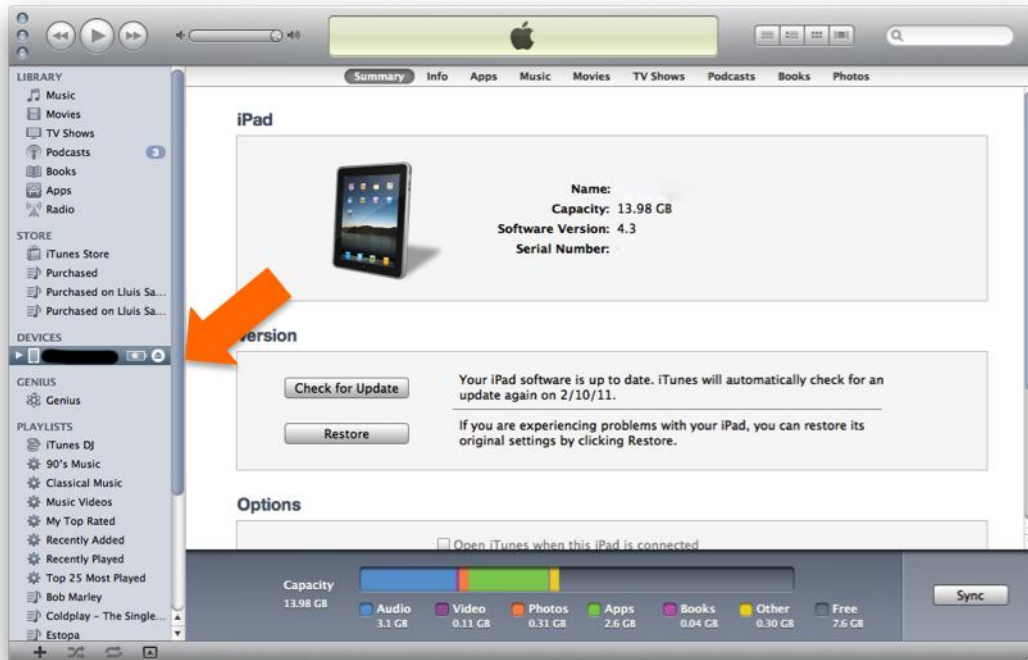 Summary Info Apps Music Movies TV Shows Podcasts Books Photos
LIBRARY
Music
Movies
TV Shows
Podcasts 3
Books
Apps
Radio
STORE
iTunes Store
Purchased
Purchased on Lluis Sa...
Purchased on Lluis Sa...
DEVICES
GENIUS
Genius
PLAYLISTS
iTunes DJ
90's Music
Classical Music
Music Videos
My Top Rated
Recently Added
Recently Played
Top 25 Most Played
Bob Marley
Coldplay – The Single...
Estopa
iPad
Name:
Capacity: 13.98 GB
Software Version: 4.3
Serial Number:
Version
Check for Update
Your iPad software is up to date. iTunes will automatically check for an
update again on 2/10/11.
Restore
If you are experiencing problems with your iPad, you can restore its
original settings by clicking Restore.
Options
Open iTunes when this iPad is connected
Capacity
13.98 GB
Audio Video Photos Apps Books Other Free
3.1 GB 0.11 GB 0.31 GB 2.6 GB 0.04 GB 0.30 GB 7.6 GB
Sync